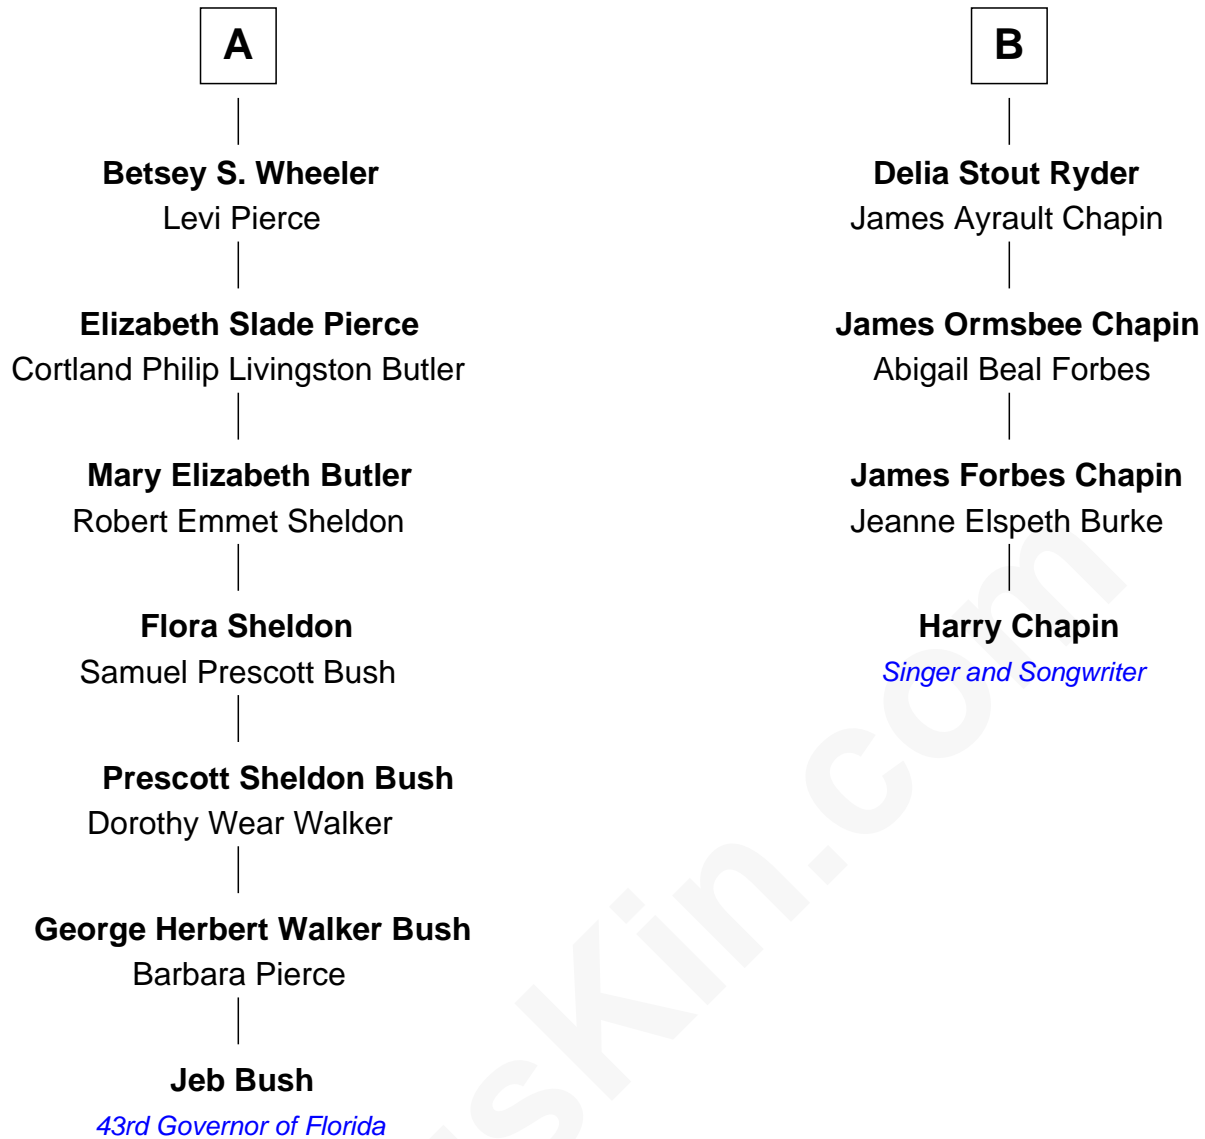 A
Betsey S. Wheeler
Levi Pierce
Elizabeth Slade Pierce
Cortland Philip Livingston Butler
Mary Elizabeth Butler
Robert Emmet Sheldon
Flora Sheldon
Samuel Prescott Bush
Prescott Sheldon Bush
Dorothy Wear Walker
George Herbert Walker Bush
Barbara Pierce
Jeb Bush
43rd Governor of Florida
B
Delia Stout Ryder
James Ayrault Chapin
James Ormsbee Chapin
Abigail Beal Forbes
James Forbes Chapin
Jeanne Elspeth Burke
Harry Chapin
Singer and Songwriter
sKin.com